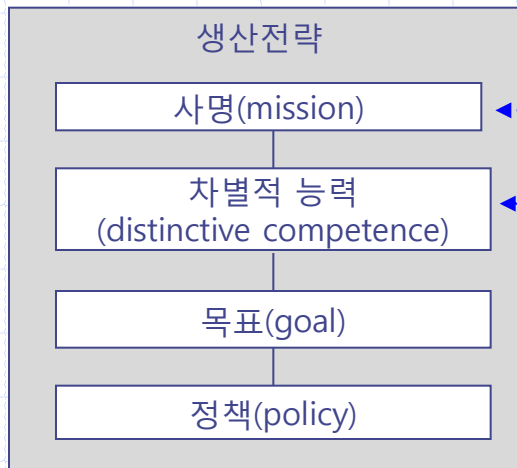 생산전략
사명(mission)
차별적 능력
(distinctive competence)
목표(goal)
정책(policy)